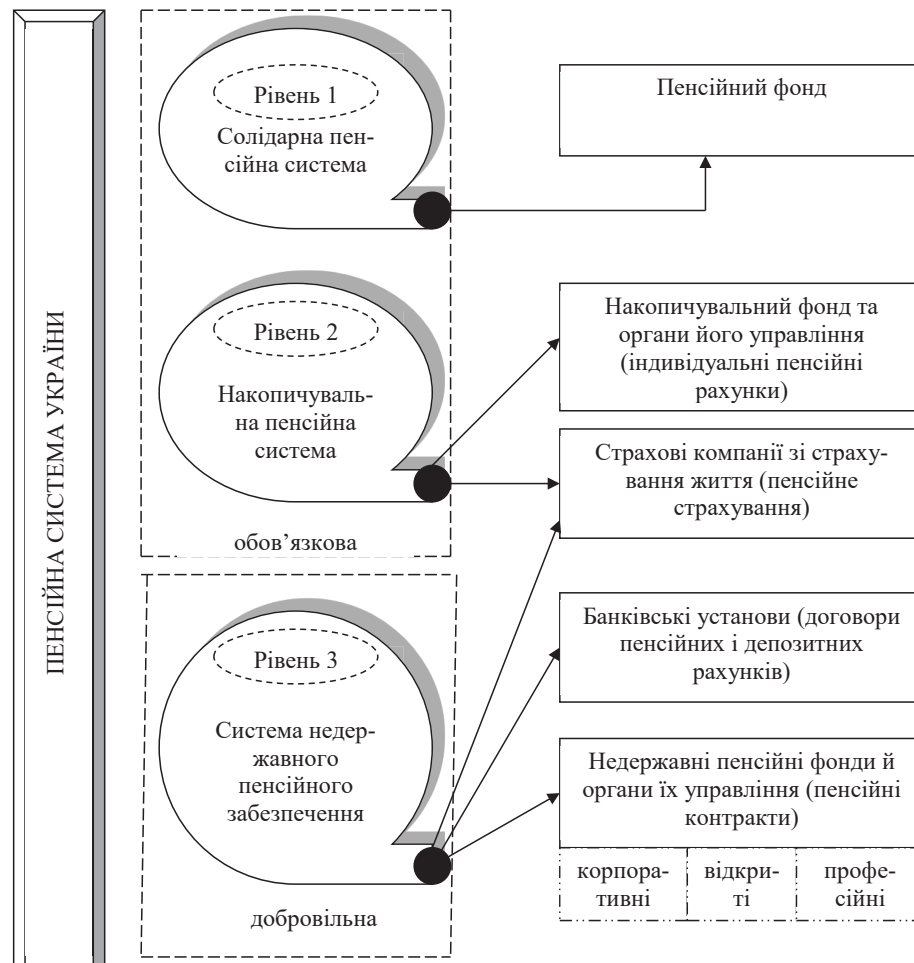 ПЕНСІЙНА СИСТЕМА УКРАЇНИ
Рівень 1
Солідарна пен-
сійна система
Пенсійний фонд
Рівень 2
Накопичуваль-
на пенсійна
система
обов’язкова
Накопичувальний фонд та
органи його управління
(індивідуальні пенсійні
рахунки)
Страхові компанії зі страху-
вання життя (пенсійне
страхування)
Рівень 3
Система недер-
жавного
пенсійного
забезпечення
добровільна
Банківські установи (договори
пенсійних і депозитних
рахунків)
Недержавні пенсійні фонди й
органи їх управління (пенсійні
контракти)
корпора-
тивні
відкри-
ті
профе-
сійні